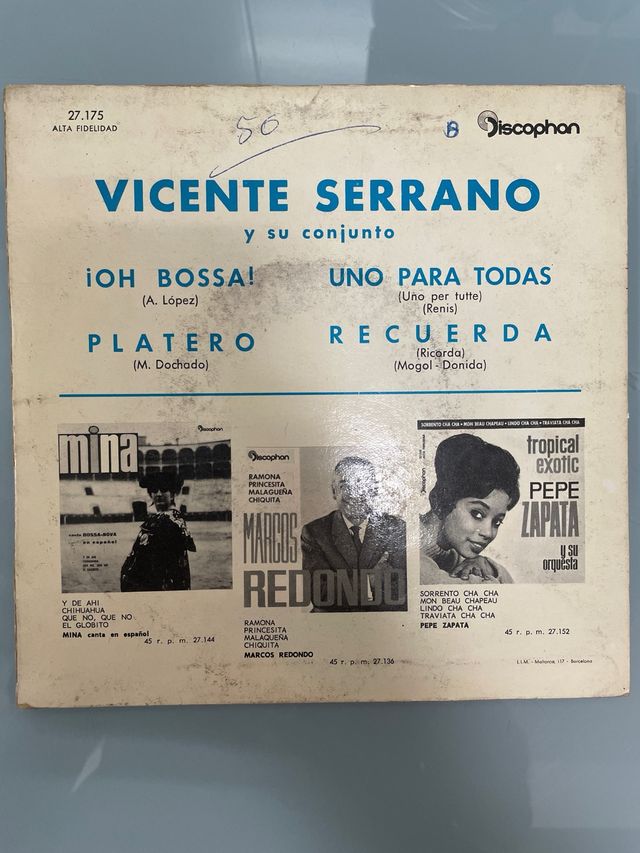 27.175
ALTA FIDELIDAD
50
B
Discophon
VICENTE SERRANO
y su conjunto
¡OH BOSSA!
(A. López)
UNO PARA TODAS
(Uno per tutte)
(Renis)
PLATERO
(M. Dochado)
RECUERDA
(Ricorda)
(Mogol - Donida)
mina
Discophon
canta BOSSA-NOVA
en español
Y DE AHI
CHIHUAHUA
QUE NO, QUE NO
EL GLOBITO
MINA canta en español
45 r. p. m. 27.144
Discophon
RAMONA
PRINCESITA
MALAGUEÑA
CHIQUITA
MARCOS
REDONDO
RAMONA
PRINCESITA
MALAGUEÑA
CHIQUITA
MARCOS REDONDO
45 r. p. m. 27.136
SORRENTO CHA CHA • MON BEAU CHAPEAU • LINDO CHA CHA • TRAVIATA CHA CHA
Discophon
tropical
exotic
PEPE
ZAPATA
y su
orquesta
SORRENTO CHA CHA
MON BEAU CHAPEAU
LINDO CHA CHA
TRAVIATA CHA CHA
PEPE ZAPATA
45 r. p. m. 27.152
L.I.M. - Mallorca, 117 - Barcelona